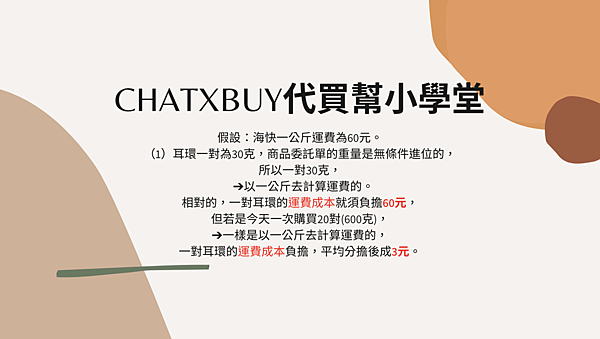 CHATXBUY代買幫小學堂
假設：海快一公斤運費為60元。
（1）耳環一對為30克，商品委託單的重量是無條件進位的，
所以一對30克，
➔以一公斤去計算運費的。
相對的，一對耳環的運費成本就須負擔60元，
但若是今天一次購買20對(600克)，
➔一樣是以一公斤去計算運費的，
一對耳環的運費成本負擔，平均分擔後成3元。